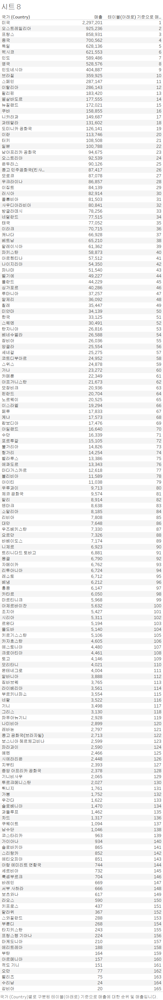 시트 8
국가 (Country) 매출 테이블(아래로) 기준으로 매..
미국 2,297,201 1
오스트레일리아 925,236 2
프랑스 858,931 3
중국 700,562 4
독일 628,136 5
멕시코 621,553 6
인도 589,486 7
영국 528,576 8
인도네시아 404,887 9
브라질 359,925 10
스페인 287,147 11
이탈리아 286,143 12
필리핀 183,420 13
엘살바도르 177,555 14
뉴질랜드 172,021 15
쿠바 158,855 16
니카라과 149,687 17
과테말라 131,602 18
도미니카 공화국 126,141 19
이란 113,746 20
터키 108,508 21
일본 100,788 22
남아프리카 공화국 94,675 23
오스트리아 92,539 24
온두라스 90,126 25
콩고 민주공화국(킨샤.. 87,417 26
모로코 87,078 27
우크라이나 86,857 28
이집트 84,139 29
러시아 82,914 30
콜롬비아 81,503 31
사우디아라비아 80,841 32
방글라데시 78,256 33
네덜란드 77,515 34
태국 77,052 35
이라크 70,715 36
캐나다 66,928 37
베트남 65,210 38
말레이시아 61,362 39
파키스탄 58,873 40
아르헨티나 57,512 41
나이지리아 54,350 42
파나마 51,540 43
벨기에 49,227 44
폴란드 44,229 45
싱가포르 40,286 46
루마니아 37,257 47
알제리 36,092 48
칠레 35,447 49
미얀마 34,139 50
한국 33,125 51
스웨덴 30,491 52
탄자니아 26,816 53
베네수엘라 26,588 54
잠비아 26,036 55
앙골라 25,554 56
세네갈 25,275 57
코트디부아르 24,952 58
스위스 24,878 59
가나 23,272 60
카메룬 22,349 61
아프가니스탄 21,673 62
모잠비크 20,936 63
핀란드 20,704 64
노르웨이 20,525 65
이스라엘 19,294 66
페루 17,833 67
케냐 17,573 68
캄보디아 17,476 69
아일랜드 16,640 70
수단 16,339 71
포르투갈 15,105 72
불가리아 14,826 73
헝가리 14,254 74
벨라루스 13,386 75
에콰도르 13,343 76
마다가스카르 12,618 77
볼리비아 11,589 78
아이티 11,038 79
우루과이 9,713 80
체코 공화국 9,574 81
말리 8,914 82
덴마크 8,638 83
소말리아 8,185 84
리비아 7,808 85
대만 7,648 86
우즈베키스탄 7,330 87
요르단 7,326 88
바베이도스 7,174 89
니제르 6,923 90
트리니다드 토바고 6,881 91
몽골 6,790 92
자메이카 6,762 93
리투아니아 6,724 94
레소토 6,712 95
베냉 6,212 96
홍콩 6,147 97
카타르 6,050 98
마르티니크 5,968 99
아제르바이잔 5,632 100
조지아 5,427 101
시리아 5,311 102
르완다 5,194 103
몰도바 5,140 104
키르기스스탄 5,106 105
카자흐스탄 4,605 106
에스토니아 4,480 107
크로아티아 4,461 108
토고 4,146 109
모리타니 4,021 110
몬테네그로 4,004 111
알바니아 3,888 112
짐바브웨 3,765 113
라이베리아 3,561 114
부르키나파소 3,554 115
네팔 3,522 116
기니 3,498 117
그리스 3,130 118
파푸아뉴기니 2,928 119
나미비아 2,899 120
레바논 2,797 121
콩고 공화국(브라자빌) 2,713 122
보스니아 헤르체고비나 2,599 123
파라과이 2,590 124
예멘 2,466 125
시에라리온 2,448 126
지부티 2,393 127
중앙 아프리카 공화국 2,378 128
기니비사우 2,065 129
투르크메니스탄 2,027 130
튀니지 1,761 131
가봉 1,752 132
우간다 1,622 133
슬로베니아 1,470 134
과들루프 1,462 135
차드 1,317 136
쿠웨이트 1,094 137
남수단 1,046 138
코스타리카 963 139
가이아나 934 140
슬로바키아 865 141
스리랑카 852 142
에티오피아 851 143
아랍 에미리트 연합국 744 144
세르비아 732 145
룩셈부르크 704 146
바레인 669 147
서부 사하라 666 148
보츠와나 617 149
라오스 590 150
키프로스 437 151
말라위 367 152
스와질란드 288 153
부룬디 268 154
타지키스탄 243 155
프랑스령 기아나 224 156
마케도니아 210 157
에리트레아 188 158
부탄 164 159
아르메니아 157 160
적도 기니 151 161
오만 77 162
벨리즈 75 163
수리남 24 164
감비아 20 165
국가 (Country)별로 구분된 테이블(아래로) 기준으로 매출에 대한 순위 및 매출입니다.